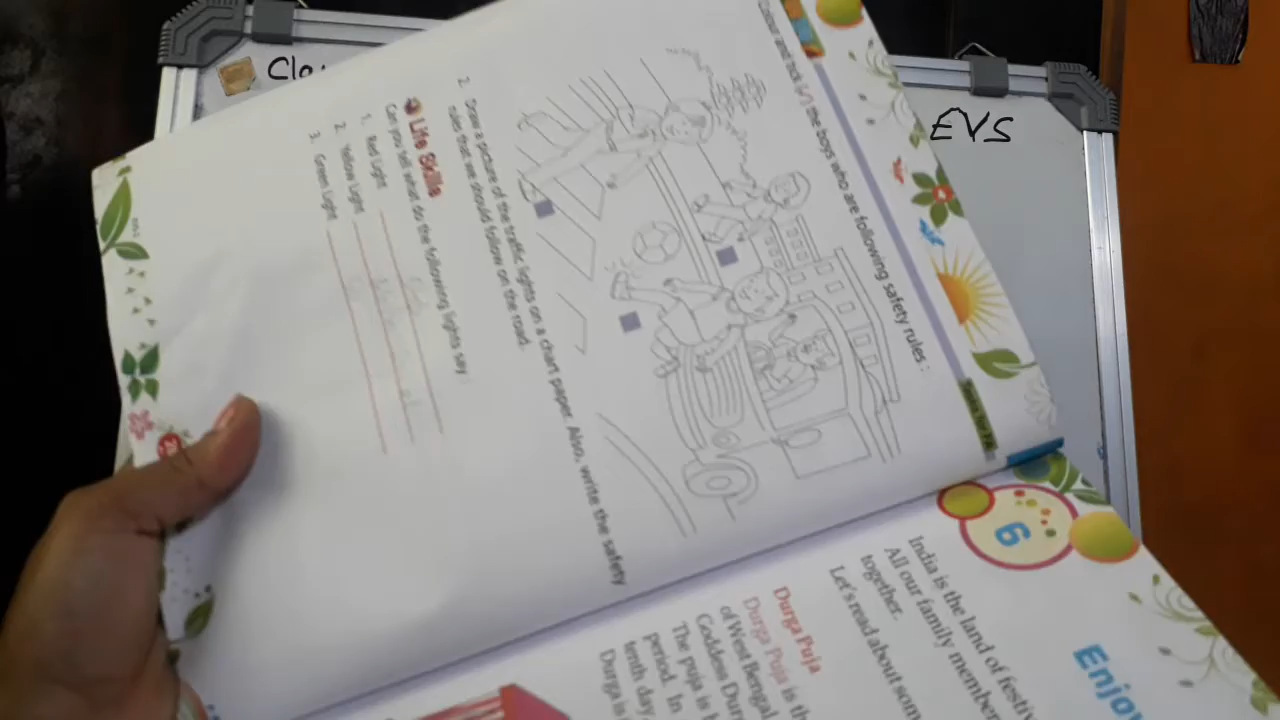 Clas
EVS
Colour and tick (✓) the boys who are following safety rules :
2. Draw a picture of the traffic lights on a chart paper. Also, write the safety
rules that we should follow on the road.
Life Skills
Can you tell what do the following lights say :
1. Red Light
2. Yellow Light
3. Green Light
6
Enjoy
India is the land of festiv
All our family member
together.
Let's read about som
Durga Puja
Durga Puja is th
of West Bengal
Goddess Dur
The puja is
period. In
tenth day
Durga is